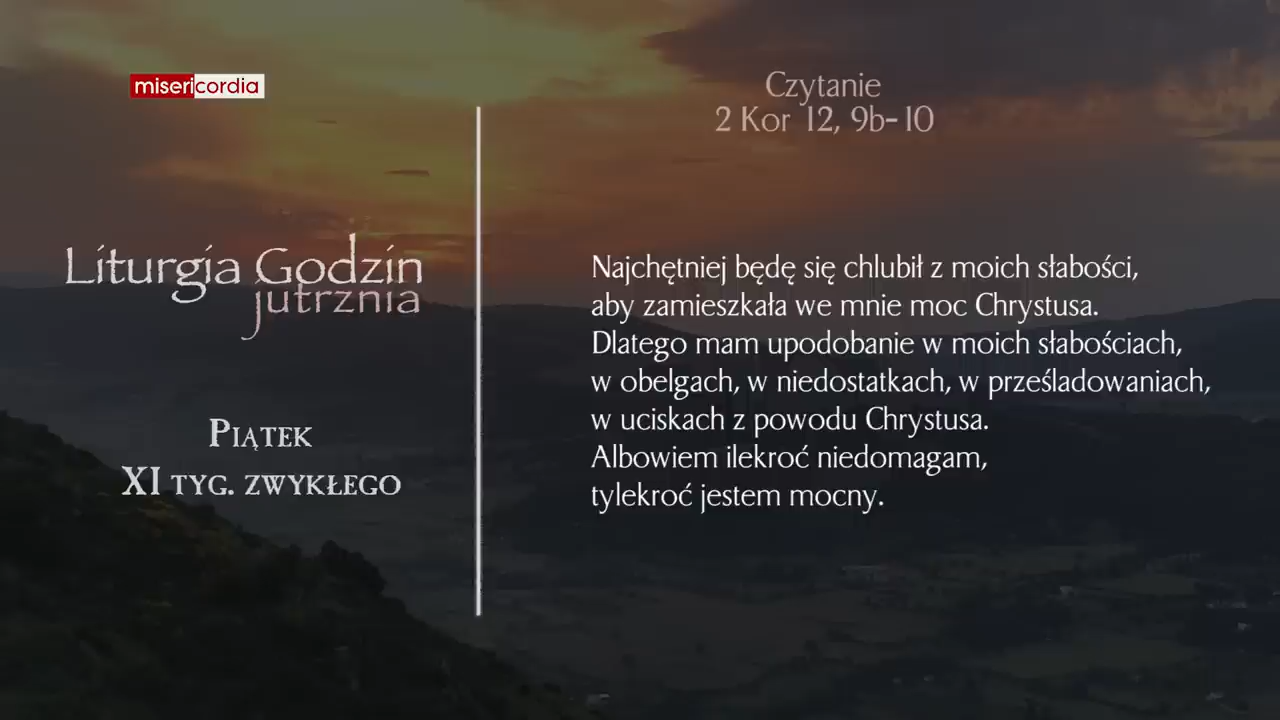 misericordia
Liturgia Godzin
jutrznia
Piątek
XI tyg. zwykłego
Czytanie
2 Kor 12, 9b-10
Najchętniej będę się chlubił z moich słabości,
aby zamieszkała we mnie moc Chrystusa.
Dlatego mam upodobanie w moich słabościach,
w obelgach, w niedostatkach, w prześladowaniach,
w uciskach z powodu Chrystusa.
Albowiem ilekroć niedomagam,
tylekroć jestem mocny.